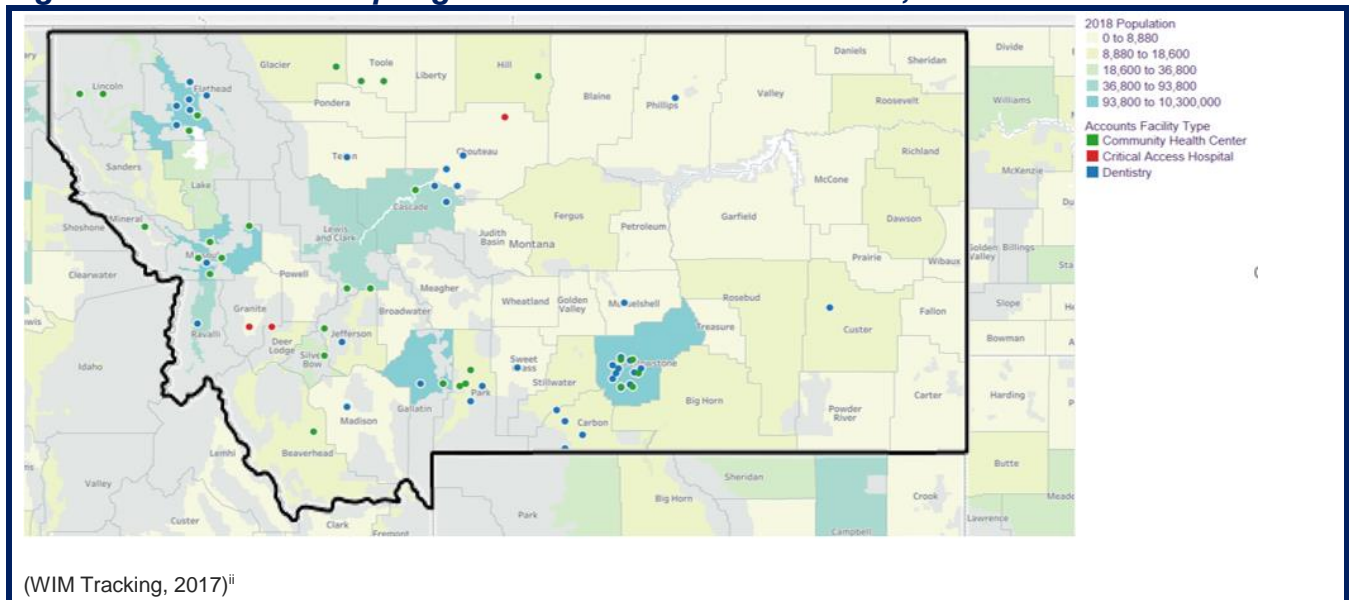 2018 Population
0 to 8,880
8,880 to 18,600
18,600 to 36,800
36,800 to 93,800
93,800 to 10,300,000
Accounts Facility Type
Community Health Center
Critical Access Hospital
Dentistry
Daniels
Sheridan
Divide
Glacier
Toole
Liberty
Hill
Lincoln
Flathead
Blaine
Phillips
Valley
Roosevelt
Williams
Pondera
Chouteau
Richland
Sanders
Teton
McCone
McKenzie
Lake
Cascade
Fergus
Garfield
Dawson
Mineral
Shoshone
Lewis
and Clark
Judith
Basin
Montana
Petroleum
Golden
Valley
Billings
Prairie
Wibaux
Clearwater
Powell
Meagher
Wheatland
Golden
Valley
Musselshell
Rosebud
Slope
Granite
Broadwater
Treasure
Custer
Fallon
Ravalli
Deer
Lodge
Jefferson
Bowman
Idaho
Silver
Bow
Sweet
Grass
Stillwater
Park
Gallatin
Big Horn
Powder
River
Carter
Harding
Madison
Carbon
Lemhi
Beaverhead
Butte
Valley
Sheridan
Park
Big Horn
Crook
Custer
Clark
Fremont
Campbell
Lawrence
Meade
(WIM Tracking, 2017)ii